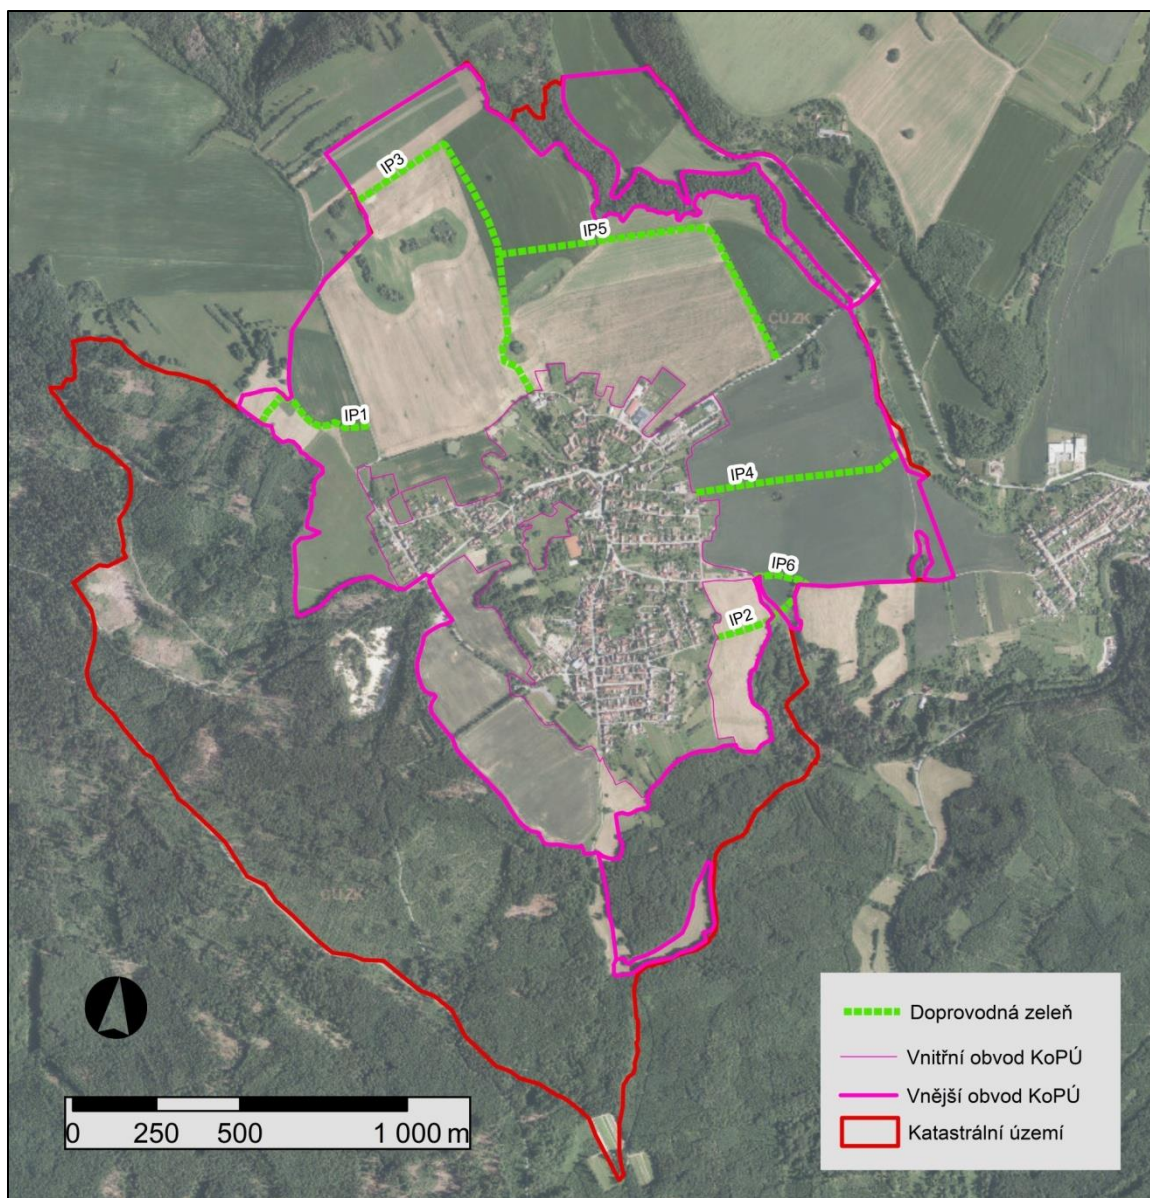 IP3
IP5
ČÚZK
IP1
IP4
IP6
IP2
ČÚZK
Doprovodná zeleň
Vnitřní obvod KoPÚ
Vnější obvod KoPÚ
Katastrální území
0 250 500 1 000 m